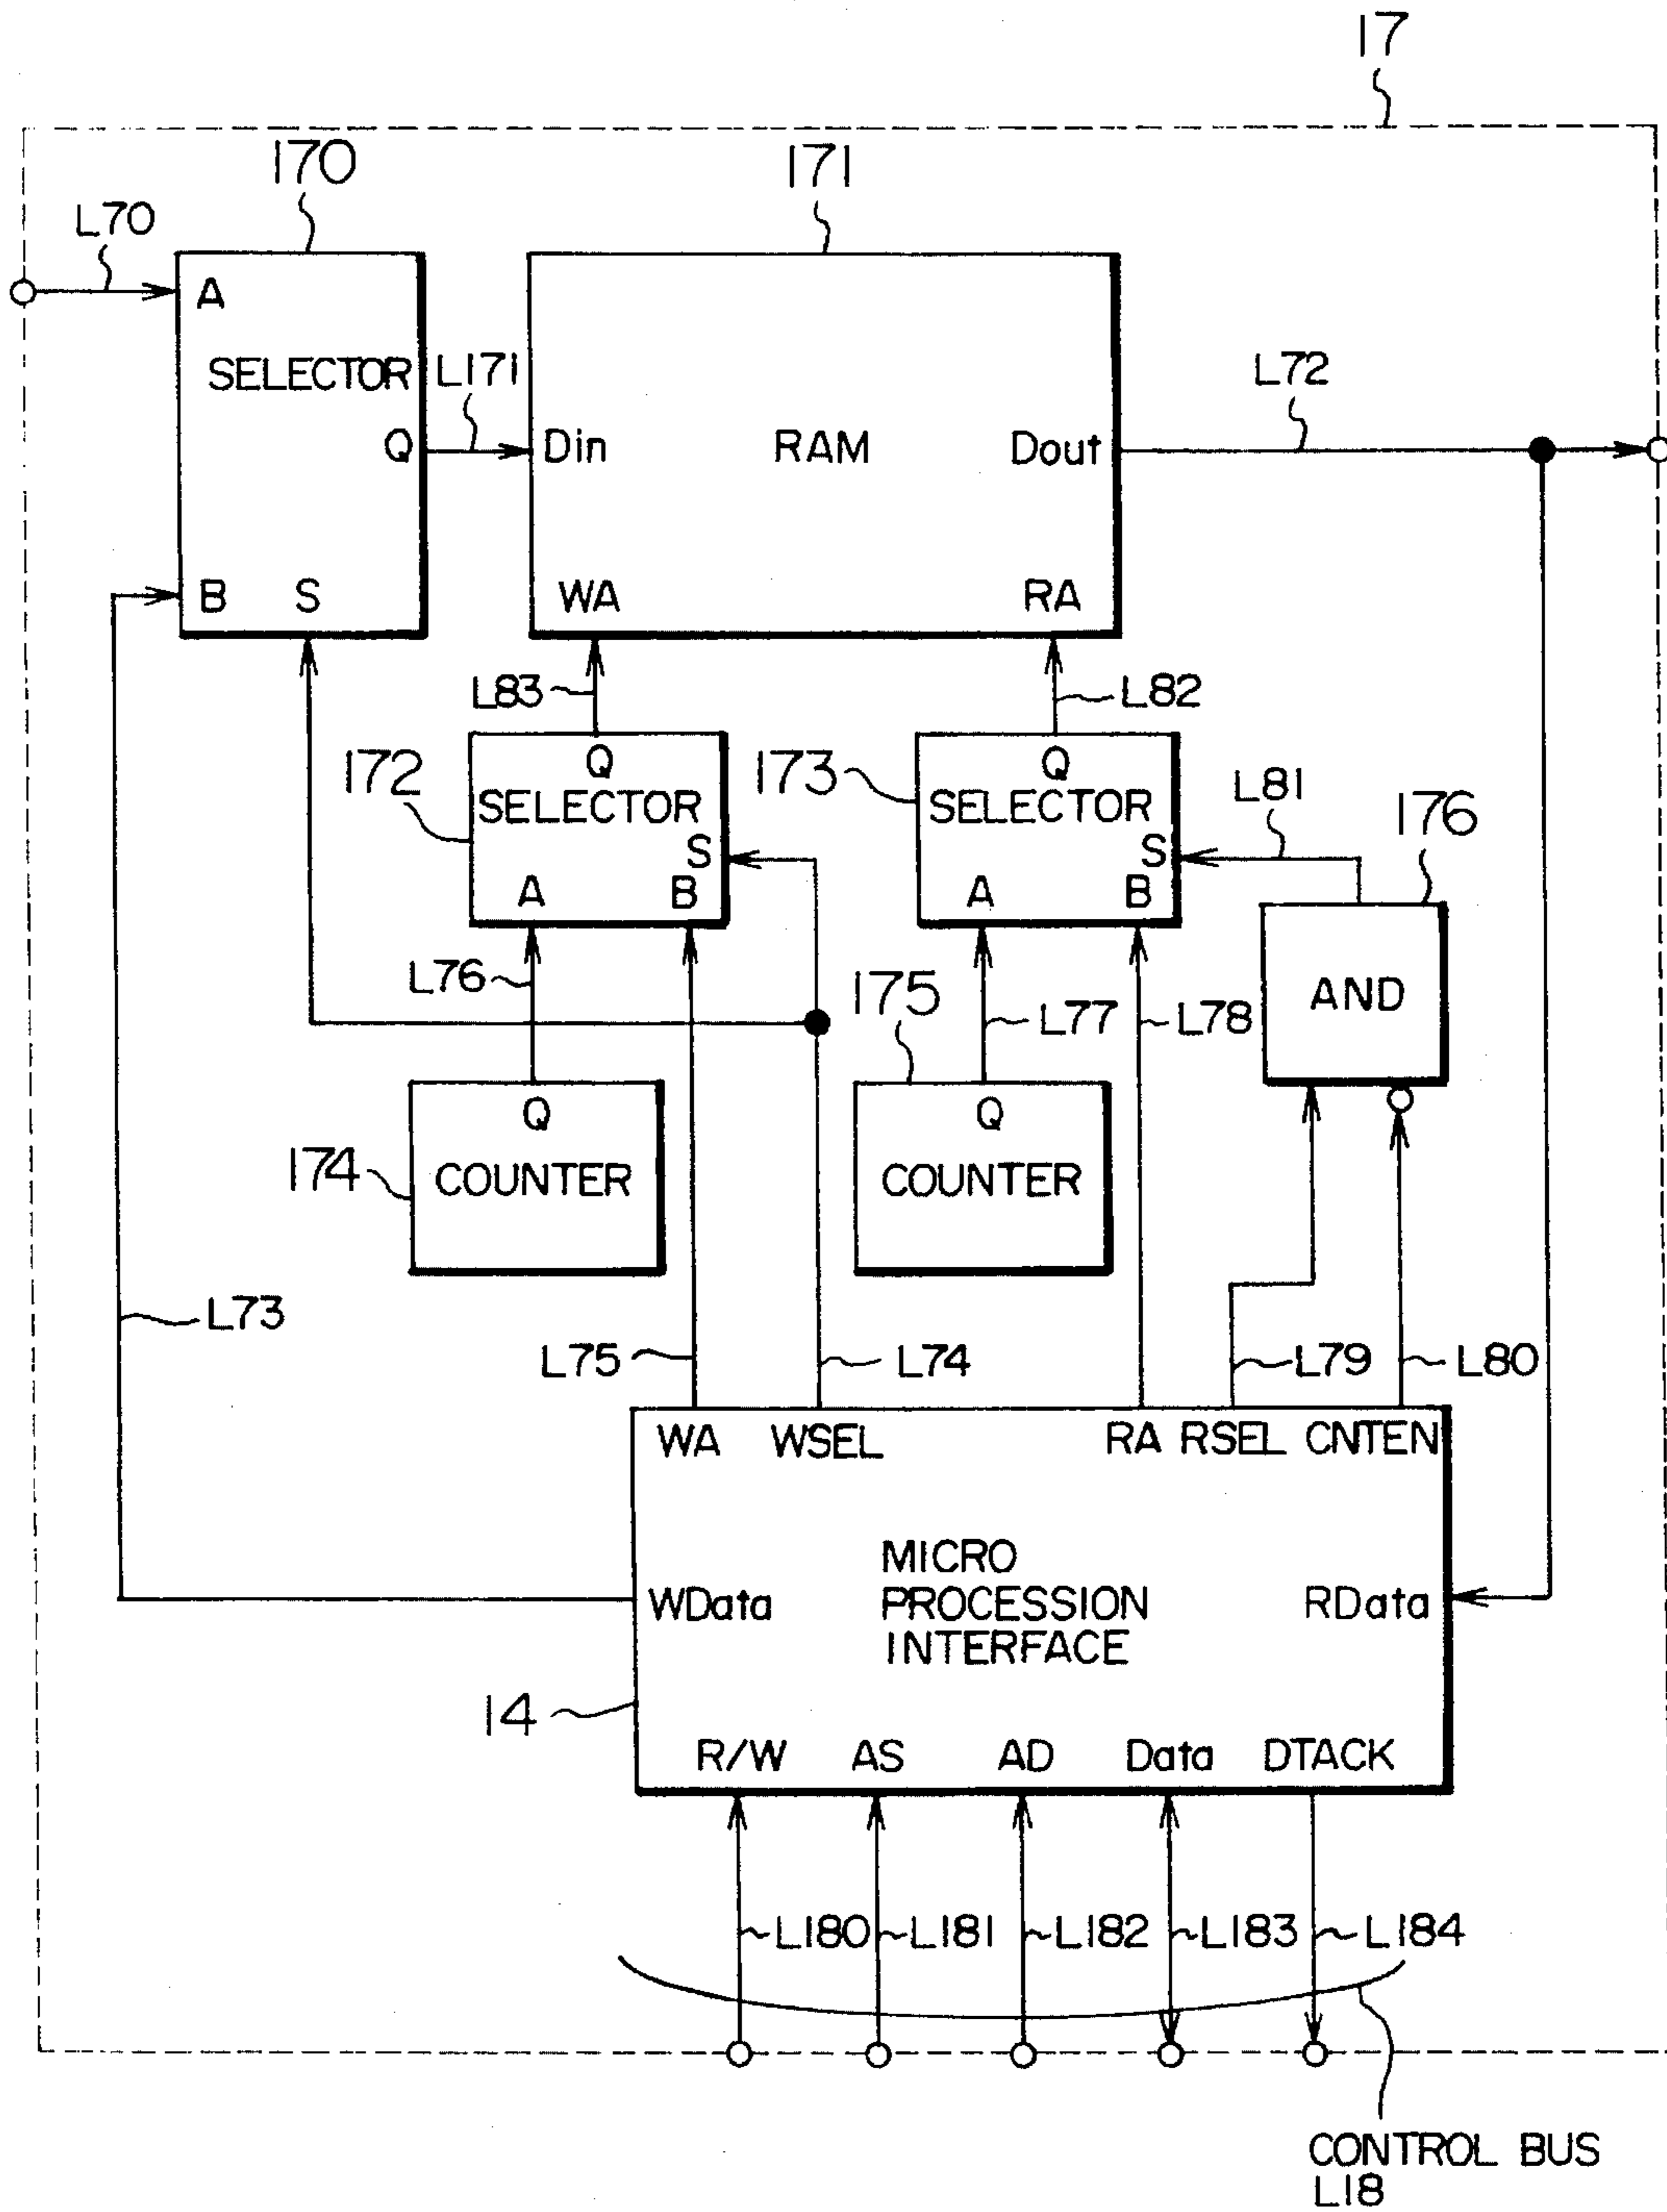 17
170
171
L70
A
SELECTOR
L171
L72
Q
Din
RAM
Dout
B
S
WA
RA
L83
L82
172
Q
SELECTOR
S
A
B
173
Q
SELECTOR
S
A
B
L81
176
L76
175
L77
L78
AND
174
Q
COUNTER
Q
COUNTER
L73
L75
L74
L79
L80
WA
WSEL
RA
RSEL
CNTEN
WData
MICRO
PROCESSION
INTERFACE
RData
14
R/W
AS
AD
Data
DTACK
L180
L181
L182
L183
L184
CONTROL BUS
L18